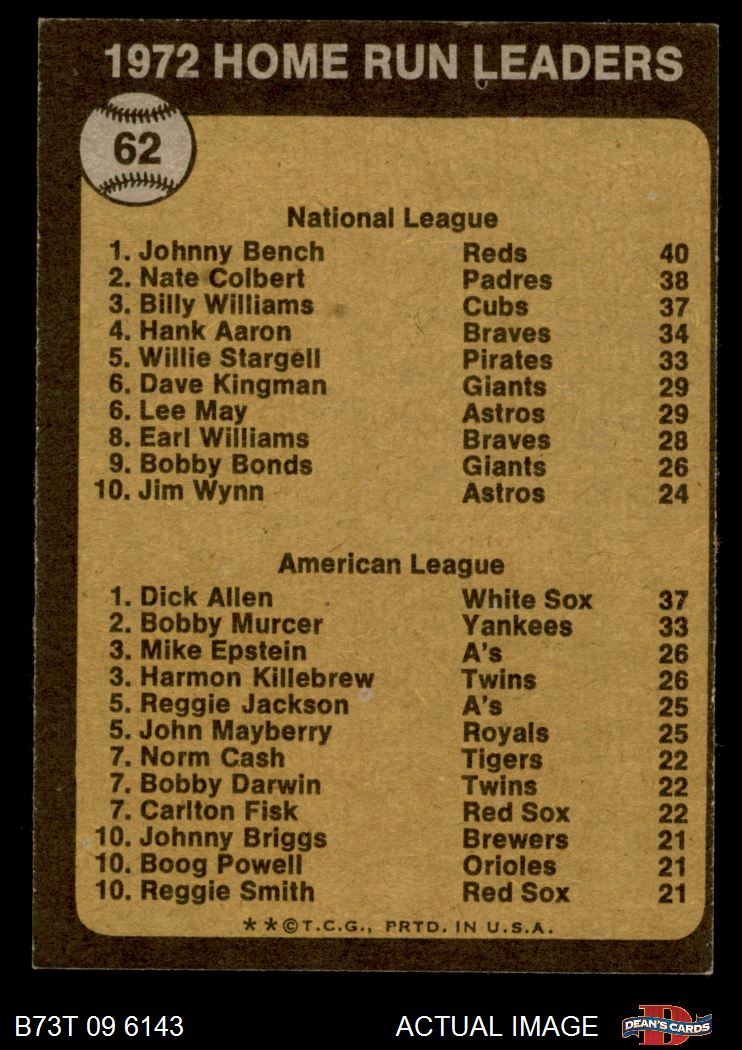 1972 HOME RUN LEADERS
62
National League
1. Johnny Bench Reds 40
2. Nate Colbert Padres 38
3. Billy Williams Cubs 37
4. Hank Aaron Braves 34
5. Willie Stargell Pirates 33
6. Dave Kingman Giants 29
6. Lee May Astros 29
8. Earl Williams Braves 28
9. Bobby Bonds Giants 26
10. Jim Wynn Astros 24
American League
1. Dick Allen White Sox 37
2. Bobby Murcer Yankees 33
3. Mike Epstein A's 26
3. Harmon Killebrew Twins 26
5. Reggie Jackson A's 25
5. John Mayberry Royals 25
7. Norm Cash Tigers 22
7. Bobby Darwin Twins 22
7. Carlton Fisk Red Sox 22
10. Johnny Briggs Brewers 21
10. Boog Powell Orioles 21
10. Reggie Smith Red Sox 21
**©T.C.G., PRTD. IN U.S.A.
B73T 09 6143 ACTUAL IMAGE D DEAN'S CARDS